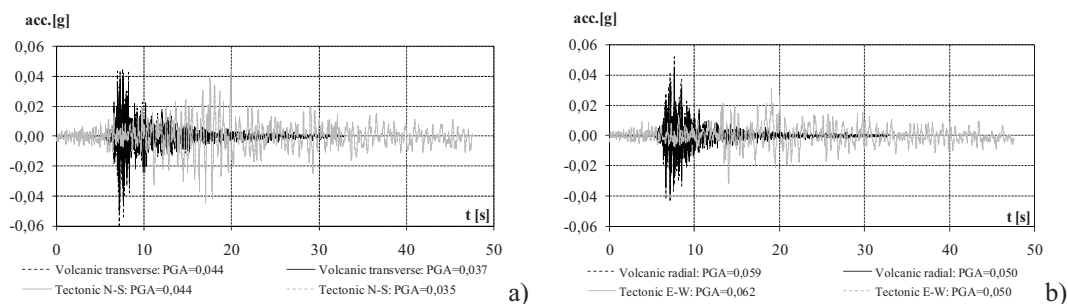 acc.[g]
0,06
0,04
0,02
0,00
-0,02
-0,04
-0,06
t [s]
0 10 20 30 40 50
Volcanic transverse: PGA=0,044 Volcanic transverse: PGA=0,037
Tectonic N-S: PGA=0,044 Tectonic N-S: PGA=0,035
a)
acc.[g]
0,06
0,04
0,02
0,00
-0,02
-0,04
-0,06
t [s]
0 10 20 30 40 50
Volcanic radial: PGA=0,059 Volcanic radial: PGA=0,050
Tectonic E-W: PGA=0,062 Tectonic E-W: PGA=0,050
b)